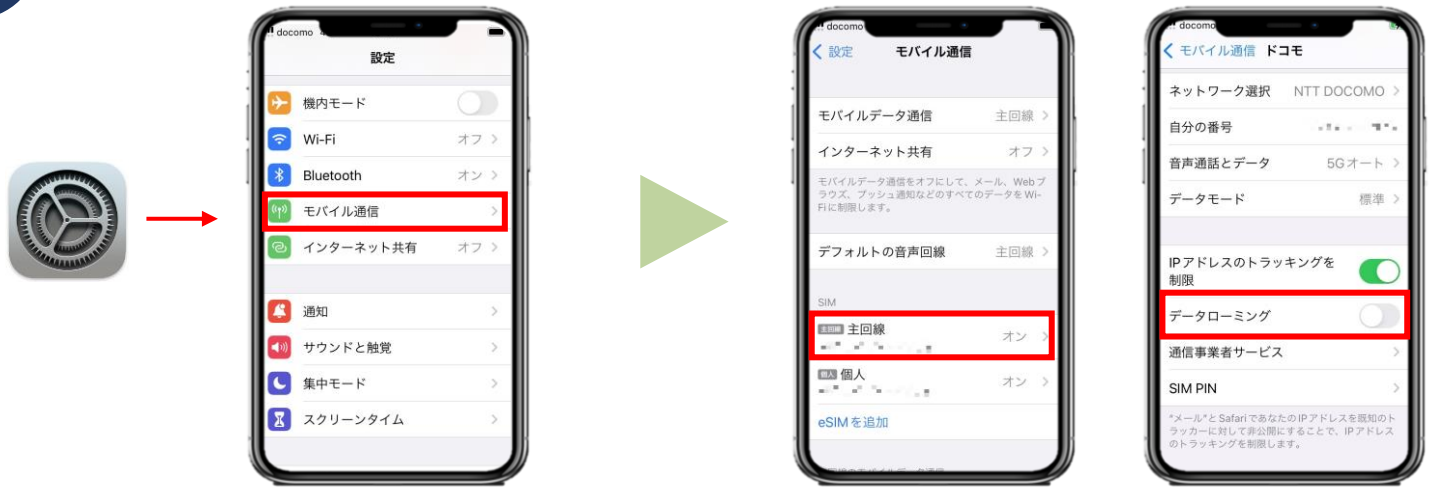 docomo
設定
機内モード
Wi-Fi オフ
Bluetooth オン
モバイル通信
インターネット共有 オフ
通知
サウンドと触覚
集中モード
スクリーンタイム
docomo
設定 モバイル通信
モバイルデータ通信 主回線
インターネット共有 オフ
モバイルデータ通信をオフにして、メール、Webブ
ラウズ、プッシュ通知などのすべてのデータをWi-
Fiに制限します。
デフォルトの音声回線 主回線
SIM
主回線 主回線 オン
個人 個人 オン
eSIMを追加
docomo
モバイル通信 ドコモ
ネットワーク選択 NTT DOCOMO
自分の番号
音声通話とデータ 5Gオート
データモード 標準
IPアドレスのトラッキングを
制限
データローミング
通信事業者サービス
SIM PIN
"メール"とSafariであなたのIPアドレスを既知のト
ラッカーに対して非公開にすることで、IPアドレス
のトラッキングを制限します。